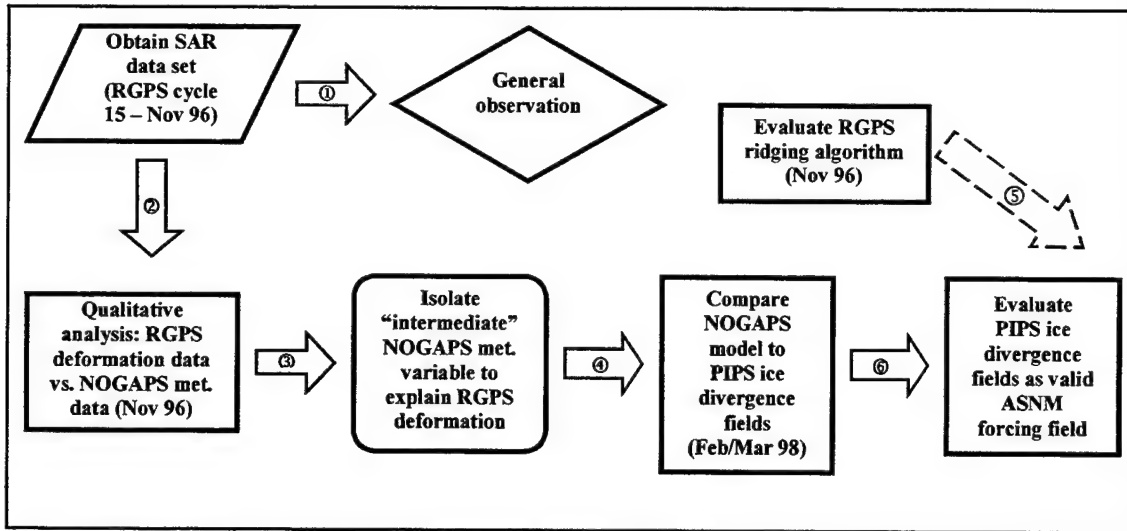 Obtain SAR
data set
(RGPS cycle
15 – Nov 96)
①
General
observation
Evaluate RGPS
ridging algorithm
(Nov 96)
⑤
②
Qualitative
analysis: RGPS
deformation data
vs. NOGAPS met.
data (Nov 96)
③
Isolate
“intermediate”
NOGAPS met.
variable to
explain RGPS
deformation
④
Compare
NOGAPS
model to
PIPS ice
divergence
fields
(Feb/Mar 98)
⑥
Evaluate
PIPS ice
divergence
fields as valid
ASNM
forcing field